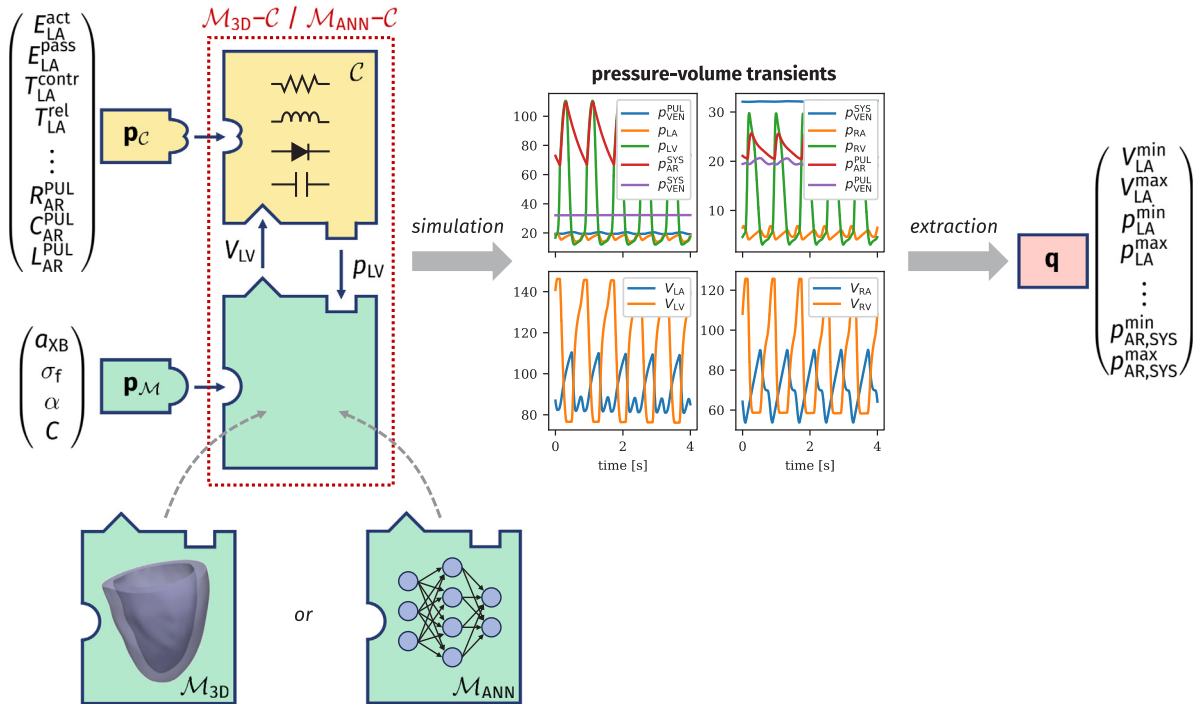 E_LA^act
E_LA^pass
T_LA^contr
T_LA^rel
⋮
R_AR^PUL
C_AR^PUL
L_AR^PUL
p_𝒞
ℳ_3D–𝒞 / ℳ_ANN–𝒞
𝒞
V_LV
p_LV
a_XB
σ_f
α
C
p_ℳ
ℳ_3D
or
ℳ_ANN
simulation
pressure-volume transients
100
80
60
40
20
p_VEN^PUL
p_LA
p_LV
p_AR^SYS
p_VEN^SYS
30
20
10
p_VEN^SYS
p_RA
p_RV
p_AR^PUL
p_VEN^PUL
140
120
100
80
V_LA
V_LV
0 2 4
time [s]
120
100
80
60
V_RA
V_RV
0 2 4
time [s]
extraction
q
V_LA^min
V_LA^max
p_LA^min
p_LA^max
⋮
p_AR,SYS^min
p_AR,SYS^max